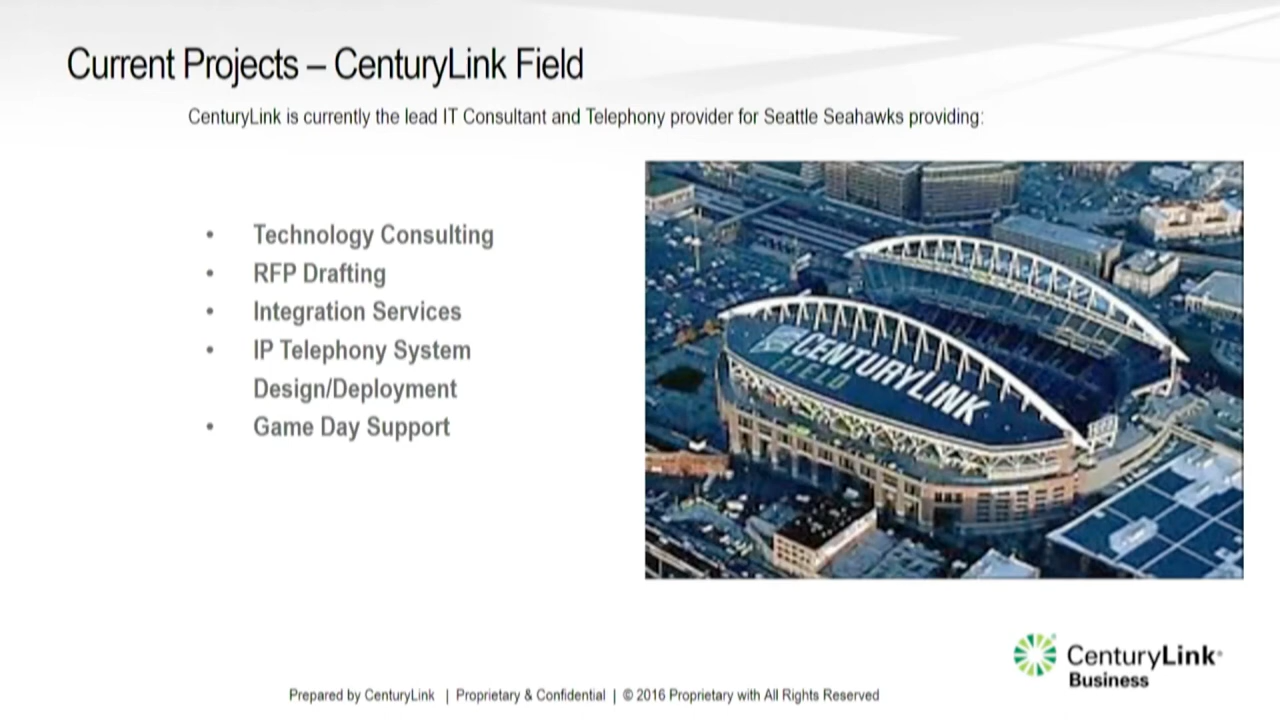 Current Projects – CenturyLink Field
CenturyLink is currently the lead IT Consultant and Telephony provider for Seattle Seahawks providing:
• Technology Consulting
• RFP Drafting
• Integration Services
• IP Telephony System
Design/Deployment
• Game Day Support
CENTURYLINK
FIELD
CenturyLink®
Business
Prepared by CenturyLink | Proprietary & Confidential | © 2016 Proprietary with All Rights Reserved